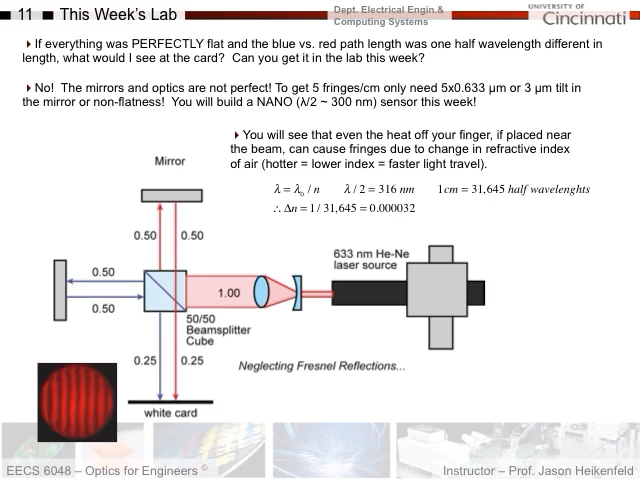 11
This Week's Lab
Dept. Electrical Engin.&
Computing Systems
UNIVERSITY OF
Cincinnati
If everything was PERFECTLY flat and the blue vs. red path length was one half wavelength different in
length, what would I see at the card? Can you get it in the lab this week?
No! The mirrors and optics are not perfect! To get 5 fringes/cm only need 5x0.633 μm or 3 μm tilt in
the mirror or non-flatness! You will build a NANO (λ/2 ~ 300 nm) sensor this week!
You will see that even the heat off your finger, if placed near
the beam, can cause fringes due to change in refractive index
of air (hotter = lower index = faster light travel).
λ = λ₀ / n λ / 2 = 316 nm 1cm = 31,645 half wavelenghts
∴ Δn = 1 / 31,645 = 0.000032
Mirror
0.50 0.50
633 nm He-Ne
laser source
0.50
1.00
0.50
50/50
Beamsplitter
Cube
0.25 0.25
Neglecting Fresnel Reflections...
white card
EECS 6048 – Optics for Engineers ©
Instructor – Prof. Jason Heikenfeld